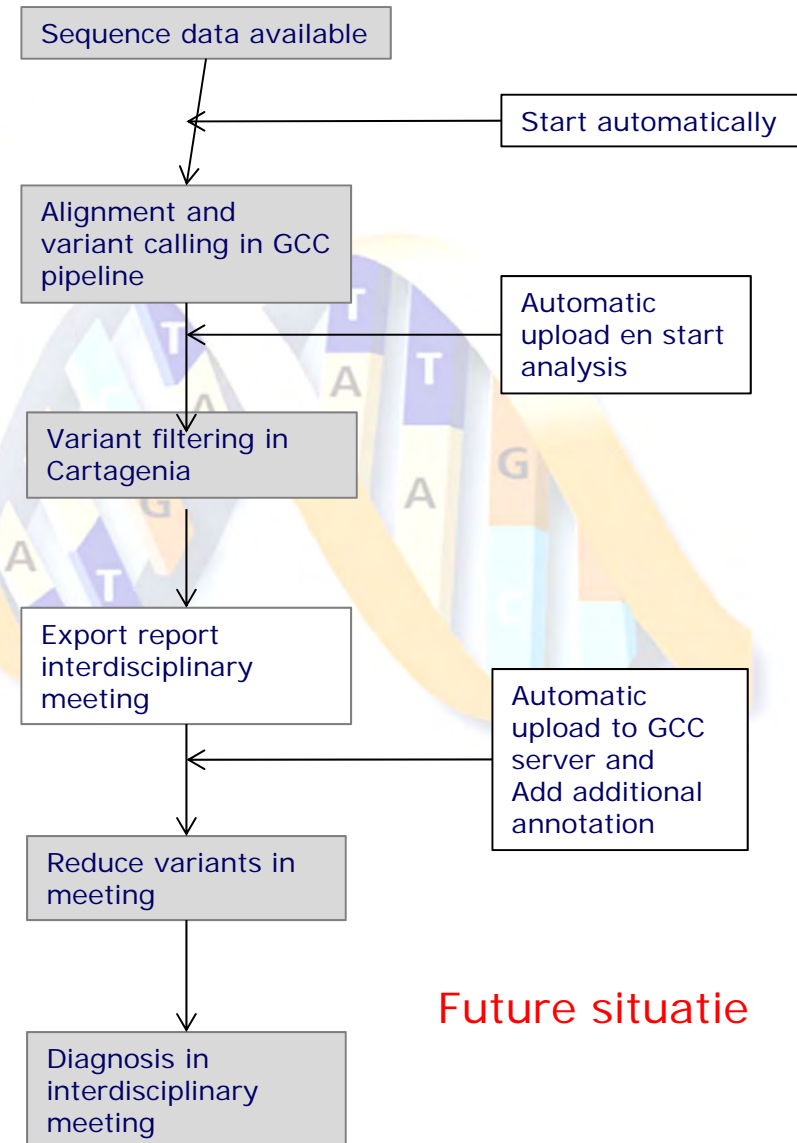 Sequence data available
Start automatically
Alignment and
variant calling in GCC
pipeline
Automatic
upload en start
analysis
Variant filtering in
Cartagenia
Export report
interdisciplinary
meeting
Automatic
upload to GCC
server and
Add additional
annotation
Reduce variants in
meeting
Future situatie
Diagnosis in
interdisciplinary
meeting
T
T
T
A
A
A
G
G
A
T
C
C